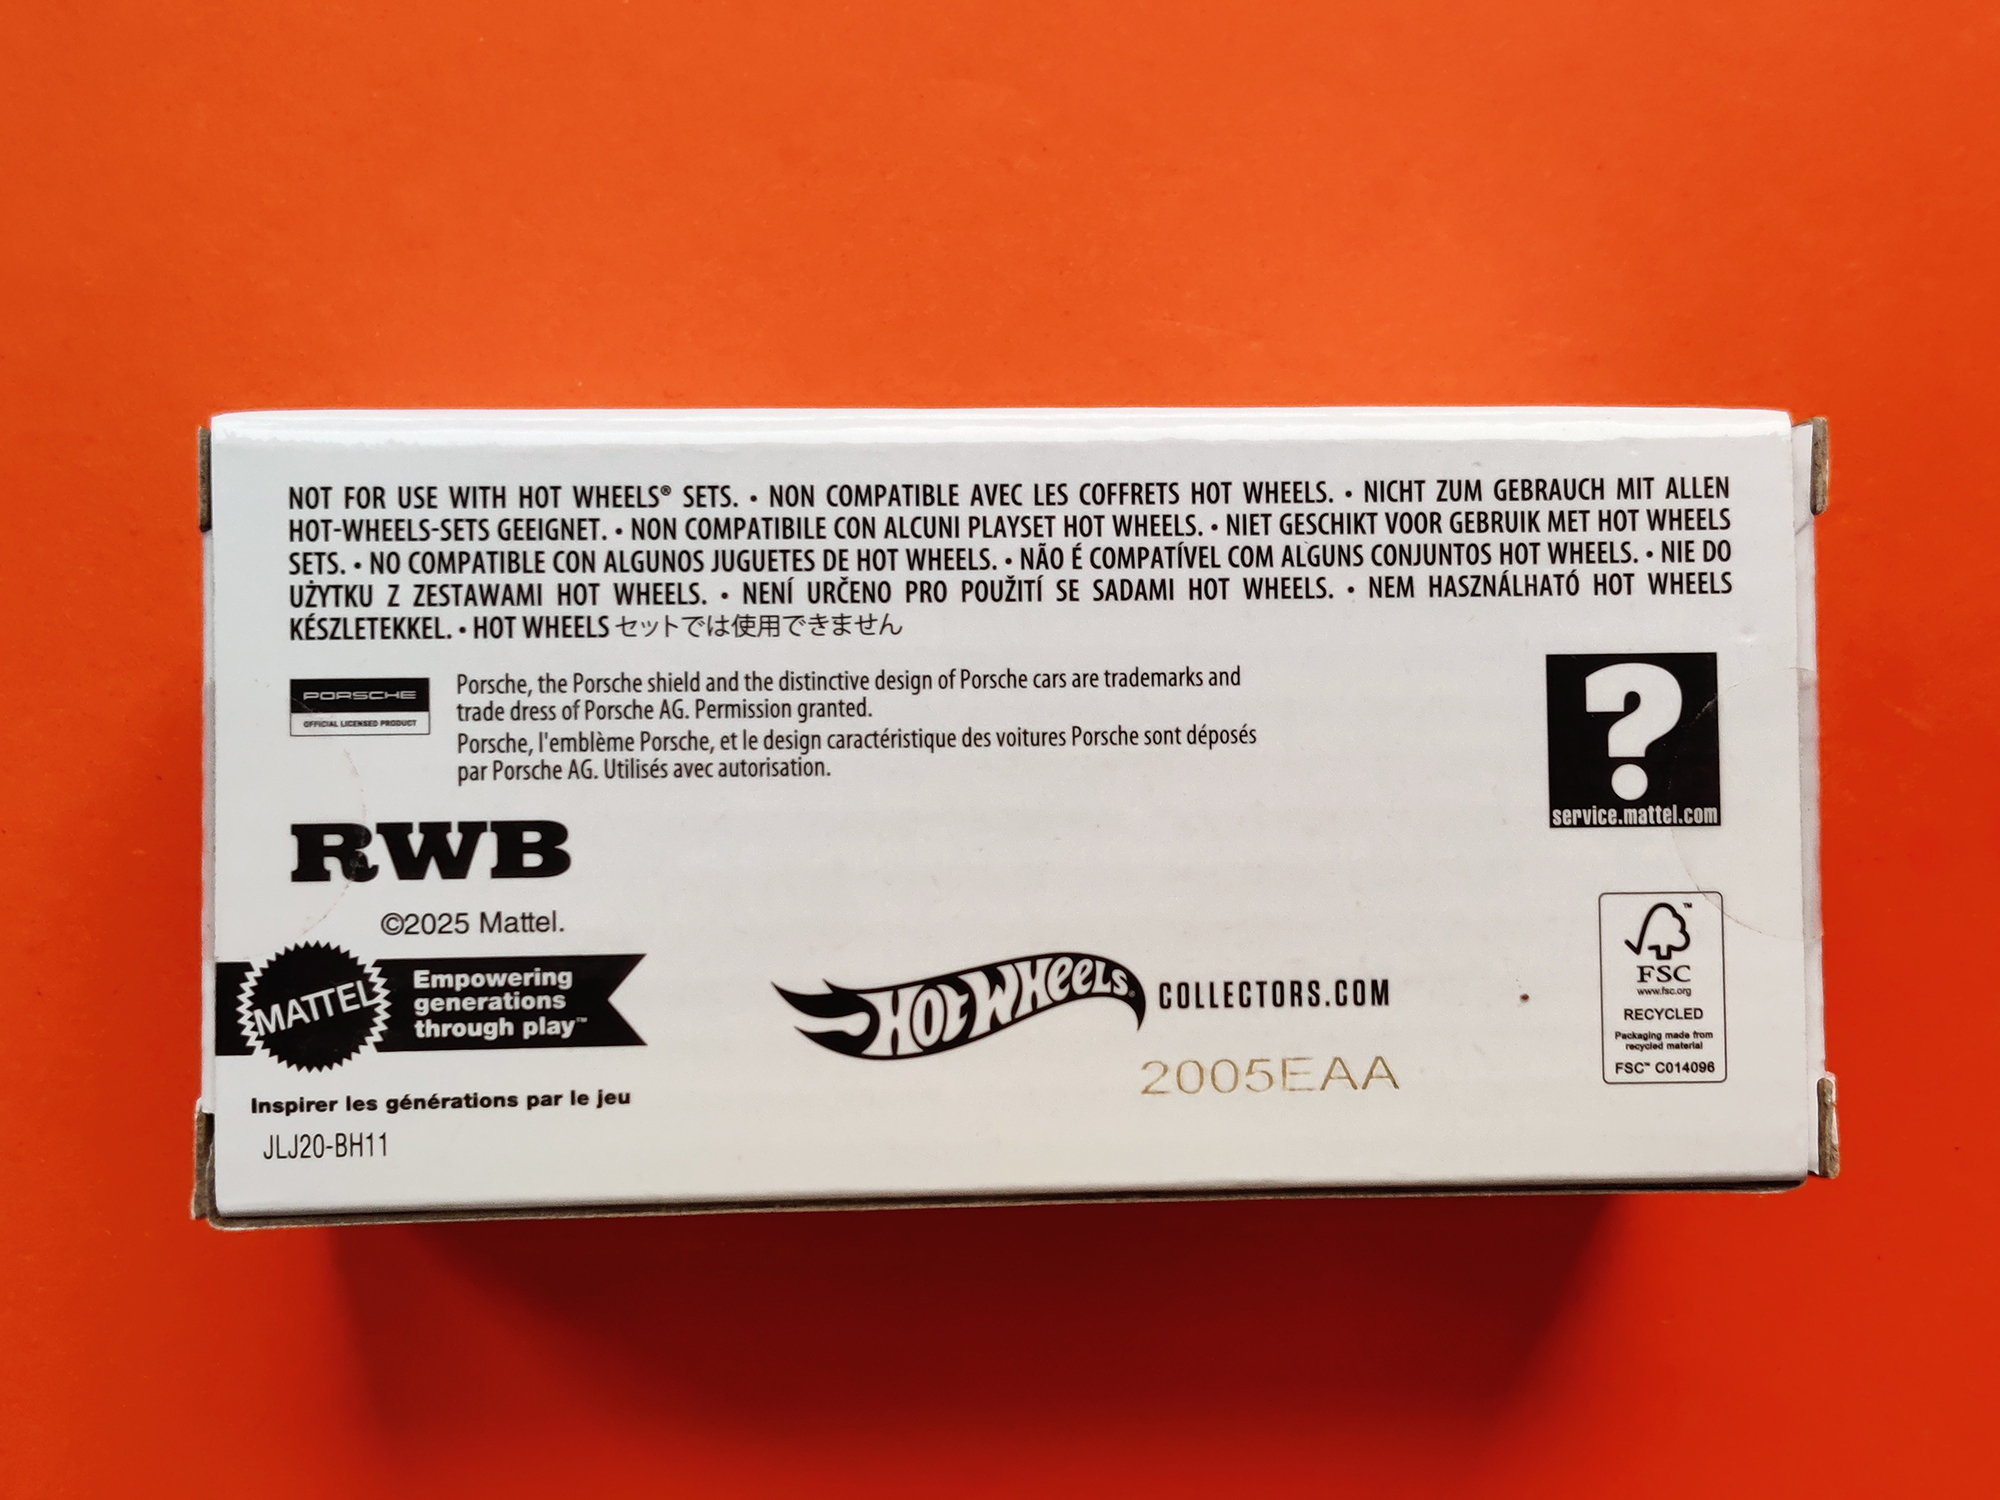 NOT FOR USE WITH HOT WHEELS® SETS. • NON COMPATIBLE AVEC LES COFFRETS HOT WHEELS. • NICHT ZUM GEBRAUCH MIT ALLEN
HOT-WHEELS-SETS GEEIGNET. • NON COMPATIBILE CON ALCUNI PLAYSET HOT WHEELS. • NIET GESCHIKT VOOR GEBRUIK MET HOT WHEELS
SETS. • NO COMPATIBLE CON ALGUNOS JUGUETES DE HOT WHEELS. • NÃO É COMPATÍVEL COM ALGUNS CONJUNTOS HOT WHEELS. • NIE DO
UŻYTKU Z ZESTAWAMI HOT WHEELS. • NENÍ URČENO PRO POUŽITÍ SE SADAMI HOT WHEELS. • NEM HASZNÁLHATÓ HOT WHEELS
KÉSZLETEKKEL. • HOT WHEELS セットでは使用できません
PORSCHE
OFFICIAL LICENSED PRODUCT
Porsche, the Porsche shield and the distinctive design of Porsche cars are trademarks and
trade dress of Porsche AG. Permission granted.
Porsche, l'emblème Porsche, et le design caractéristique des voitures Porsche sont déposés
par Porsche AG. Utilisés avec autorisation.
?
service.mattel.com
RWB
©2025 Mattel.
MATTEL
Empowering
generations
through play™
Inspirer les générations par le jeu
JLJ20-BH11
HOT WHEELS COLLECTORS.COM
2005EAA
FSC™
www.fsc.org
RECYCLED
Packaging made from
recycled material
FSC™ C014096